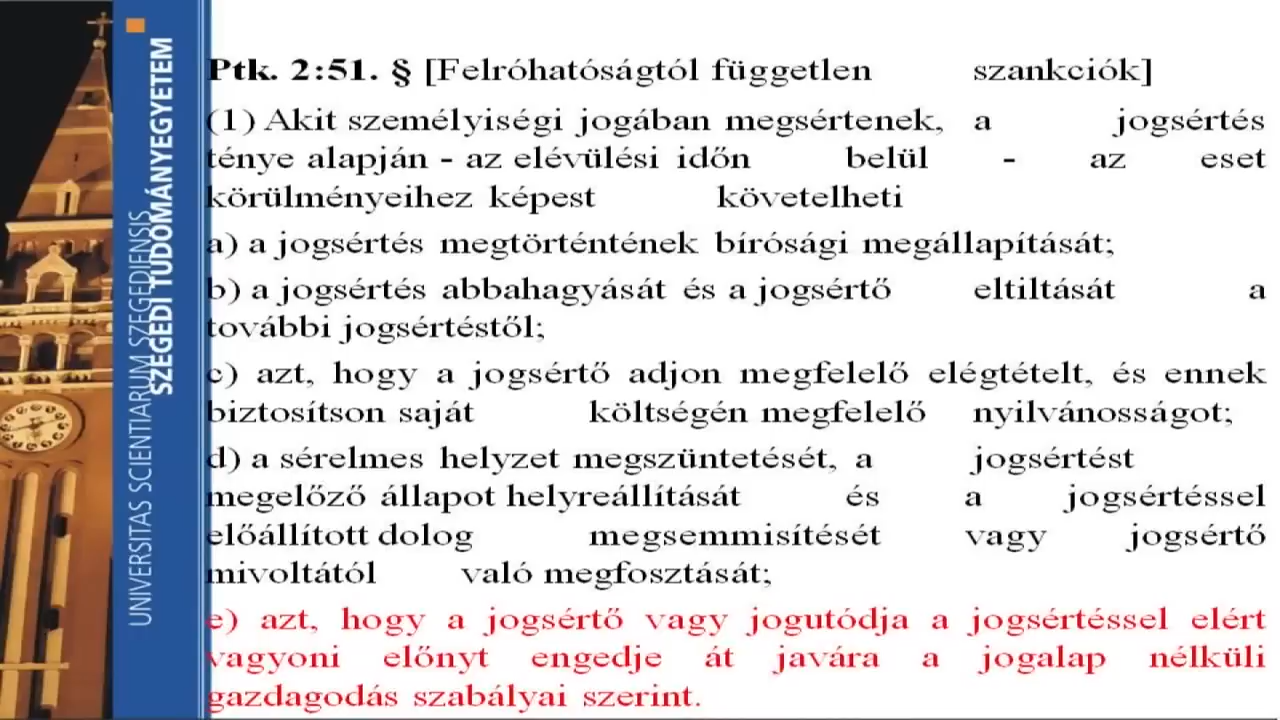 UNIVERSITAS SCIENTIARUM SZEGEDIENSIS
SZEGEDI TUDOMÁNYEGYETEM
Ptk. 2:51. § [Felróhatóságtól független szankciók]
(1) Akit személyiségi jogában megsértenek, a jogsértés
ténye alapján - az elévülési időn belül - az eset
körülményeihez képest követelheti
a) a jogsértés megtörténtének bírósági megállapítását;
b) a jogsértés abbahagyását és a jogsértő eltiltását a
további jogsértéstől;
c) azt, hogy a jogsértő adjon megfelelő elégtételt, és ennek
biztosítson saját költségén megfelelő nyilvánosságot;
d) a sérelmes helyzet megszüntetését, a jogsértést
megelőző állapot helyreállítását és a jogsértéssel
előállított dolog megsemmisítését vagy jogsértő
mivoltától való megfosztását;
e) azt, hogy a jogsértő vagy jogutódja a jogsértéssel elért
vagyoni előnyt engedje át javára a jogalap nélküli
gazdagodás szabályai szerint.